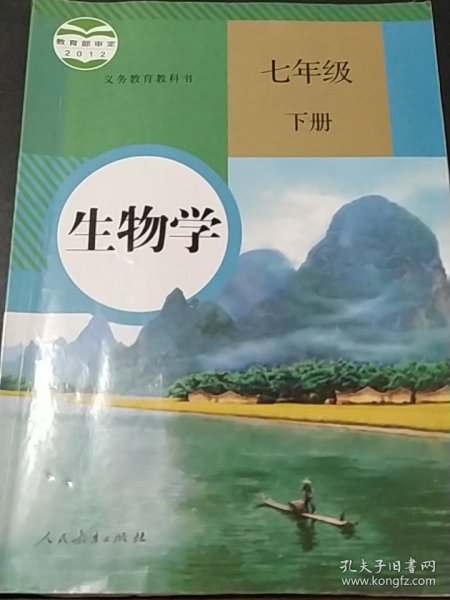 教育部审定
2012
义务教育教科书
七年级
下册
生物学
人民教育出版社
孔夫子旧书网
www.kongfz.com